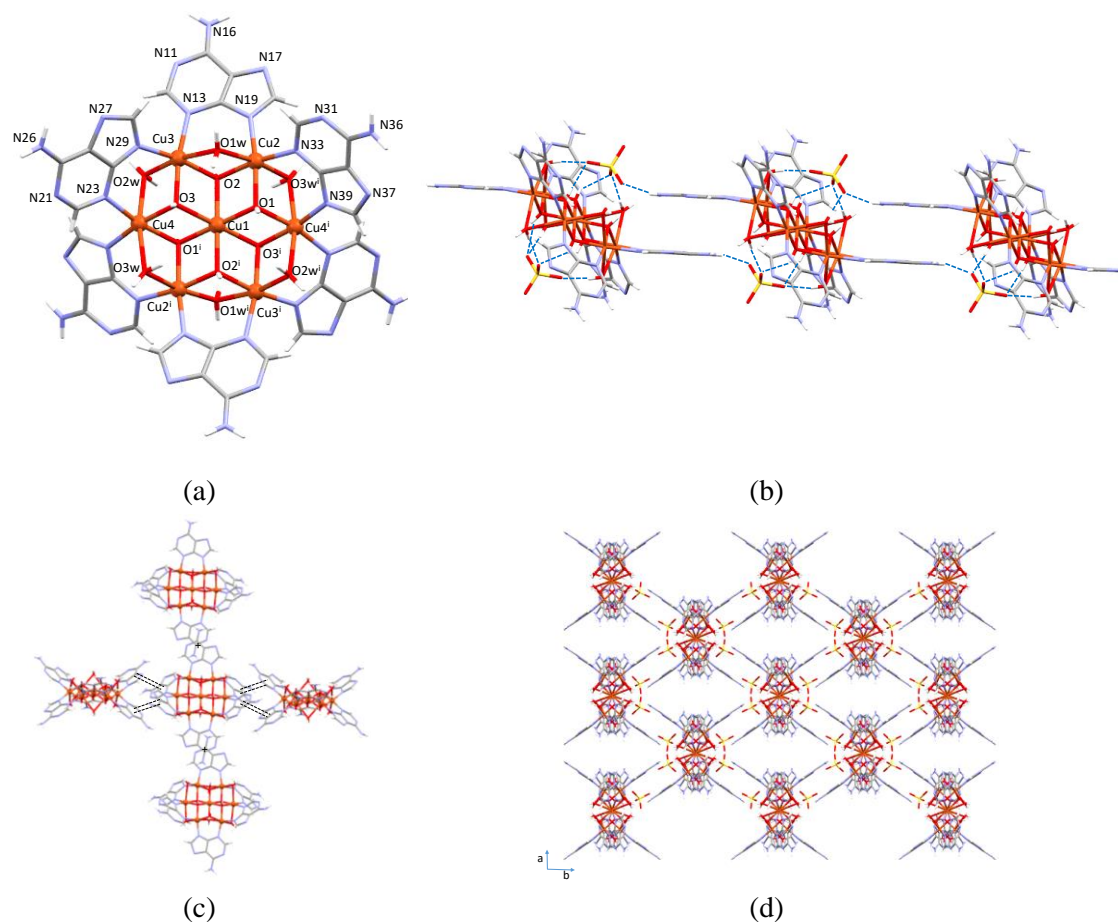 N16
N11
N17
N13
N19
N27
N31
N26
N36
Cu3
N29
Cu2
O1w
N33
O2w
O2
O3wⁱ
N21
N23
O3
O1
N39
N37
Cu4
Cu1
Cu4ⁱ
O1ⁱ
O3ⁱ
O3w
O2ⁱ
O2wⁱ
Cu2ⁱ
O1wⁱ
Cu3ⁱ
(a)
(b)
+
+
a
b
(c)
(d)